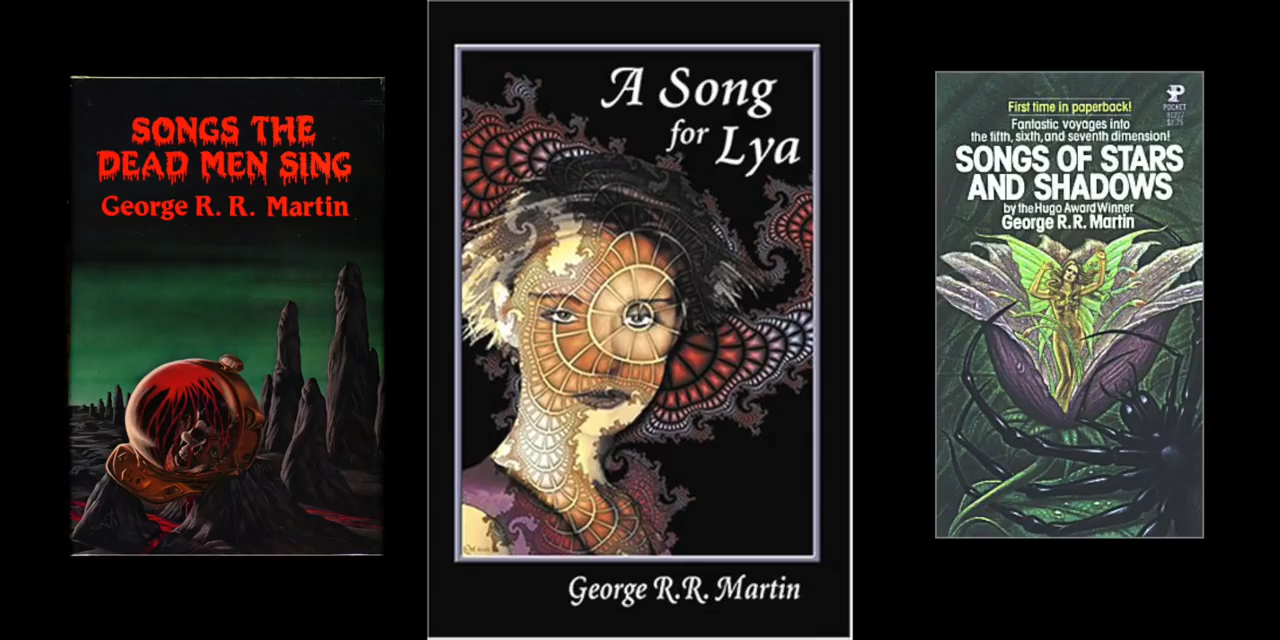 SONGS THE
DEAD MEN SING
George R. R. Martin
A Song
for Lya
George R.R. Martin
First time in paperback!
POCKET
Fantastic voyages into
the fifth, sixth, and seventh dimension!
SONGS OF STARS
AND SHADOWS
by the Hugo Award Winner
George R.R. Martin